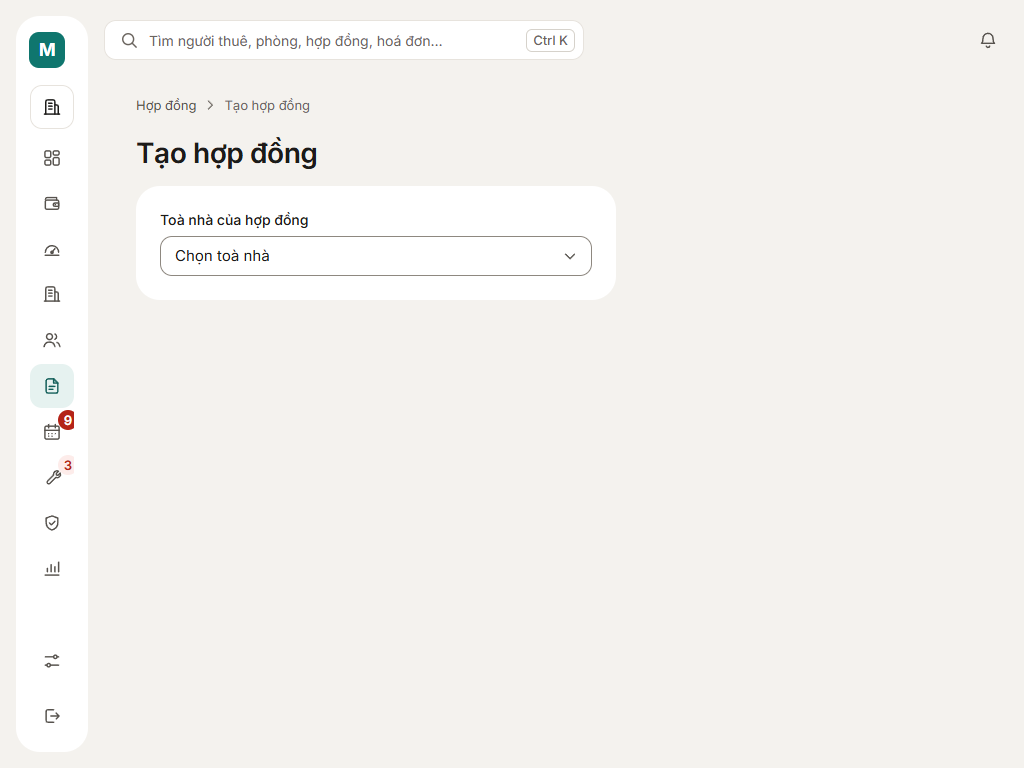 M
Tìm người thuê, phòng, hợp đồng, hoá đơn...
Ctrl K
Hợp đồng
Tạo hợp đồng
Tạo hợp đồng
Toà nhà của hợp đồng
Chọn toà nhà
9
3